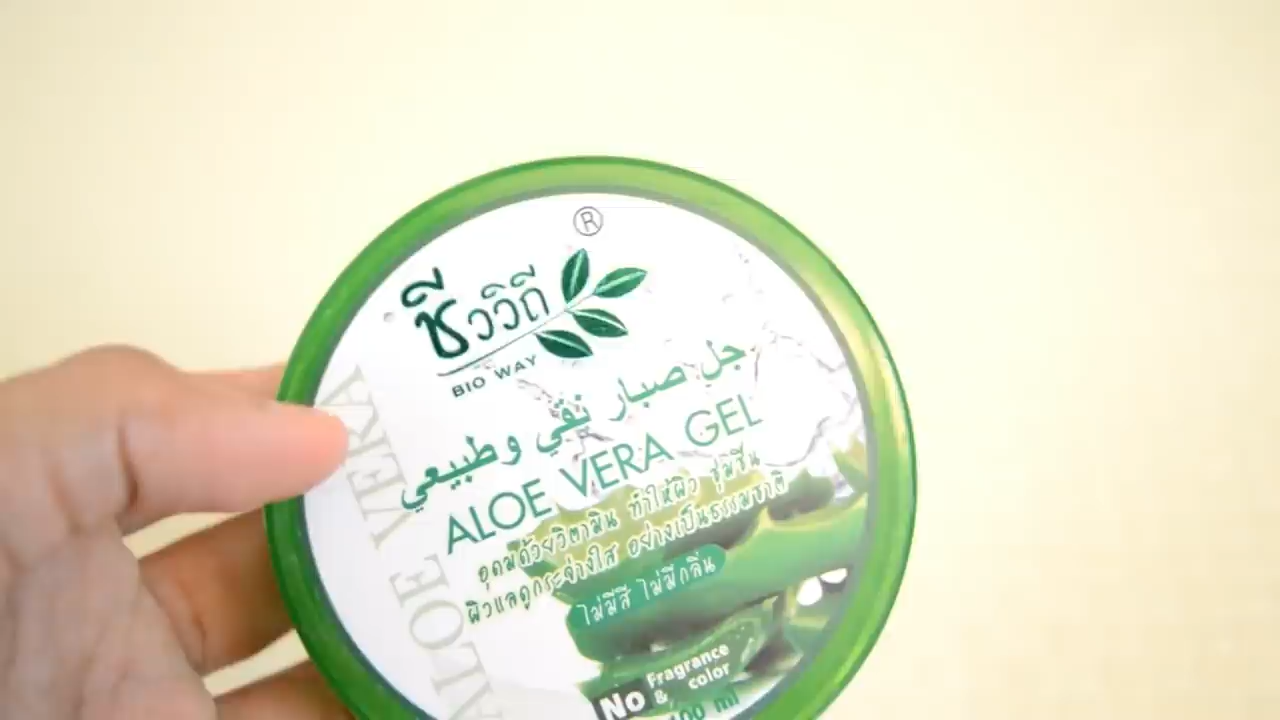 ®
ชีววิถี
BIO WAY
جل صبار نقي وطبيعي
ALOE VERA GEL
อุดมด้วยวิตามิน ทำให้ผิว ชุ่มชื่น
ผิวแลดูกระจ่างใส อย่างเป็นธรรมชาติ
ไม่มีสี ไม่มีกลิ่น
No Fragrance
& color
ml
ALOE VERA